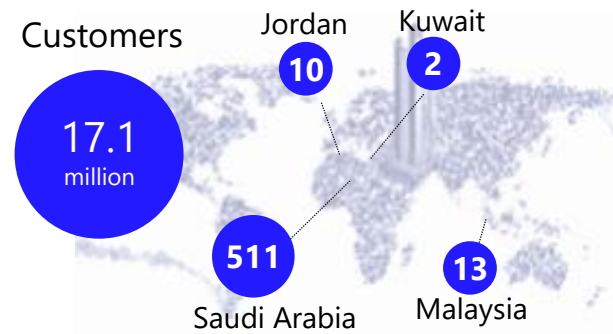 Customers
17.1
million
Jordan
10
Kuwait
2
511
Saudi Arabia
13
Malaysia